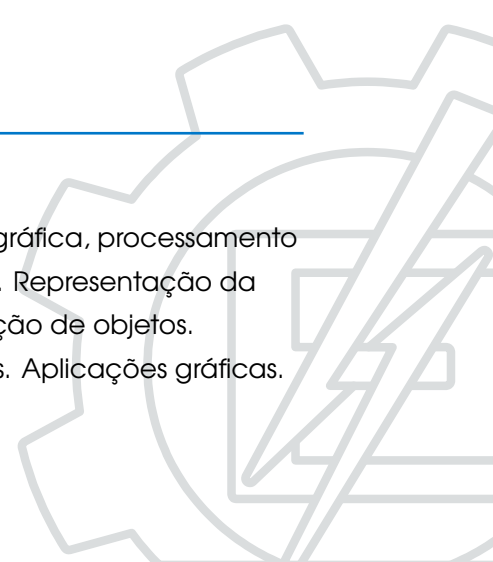 gráfica, processamento
. Representação da
ção de objetos.
s. Aplicações gráficas.